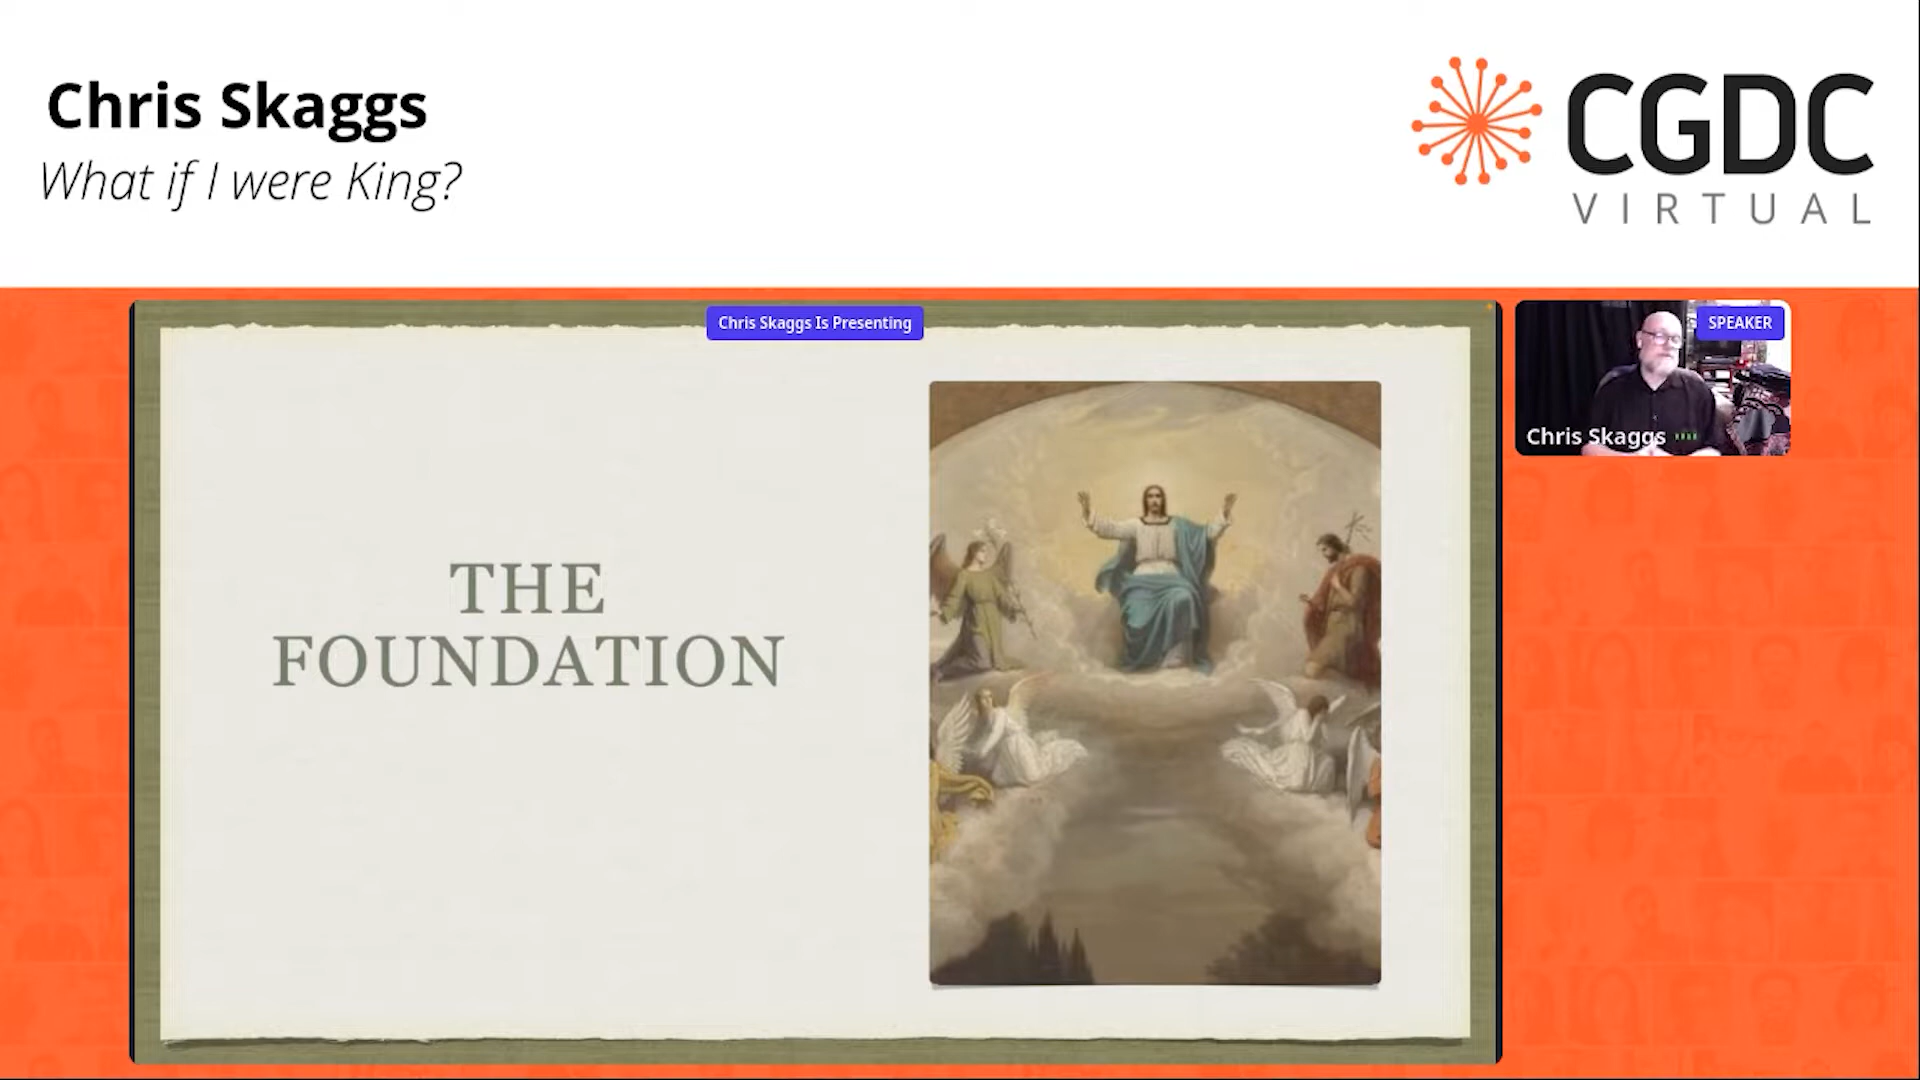 Chris Skaggs
What if I were King?
CGDC
VIRTUAL
Chris Skaggs Is Presenting
SPEAKER
Chris Skaggs
THE
FOUNDATION